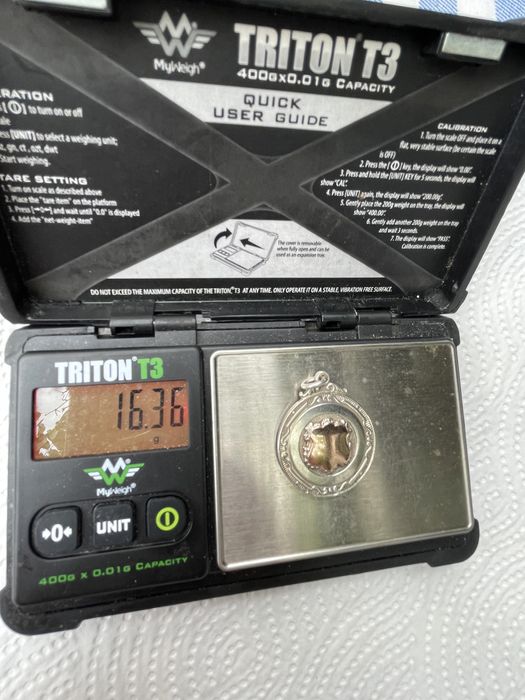 MyWeigh®
TRITON® T3
400G X 0.01G CAPACITY
QUICK
USER GUIDE
RATION
to turn on or off
[UNIT] to select a weighing unit;
Start weighing.
TARE SETTING
1. Turn on scale as described above
2. Place the "tare item" on the platform
3. Press [→0←] and wait until "0.0" is displayed
4. Add the "net-weight-item"
CALIBRATION
1. Turn the scale OFF and place it on a
flat, very stable surface (be certain the scale
is OFF)
2. Press the [ ] key, the display will show "0.00".
3. Press and hold the [UNIT] KEY for 5 seconds, the display will
show "CAL".
4. Press [UNIT] again, the display will show "200.00g".
5. Gently place the 200g weight on the tray, the display will
show "400.00".
6. Gently add another 200g weight on the tray
and wait 3 seconds.
7. The display will show "PASS".
Calibration is complete.
The cover is removable
when fully open and can be
used as an expansion tray.
DO NOT EXCEED THE MAXIMUM CAPACITY OF THE TRITON® T3 AT ANY TIME. ONLY OPERATE IT ON A STABLE, VIBRATION FREE SURFACE.
TRITON® T3
16.36
g
MyWeigh®
→0←
UNIT
400G X 0.01G CAPACITY